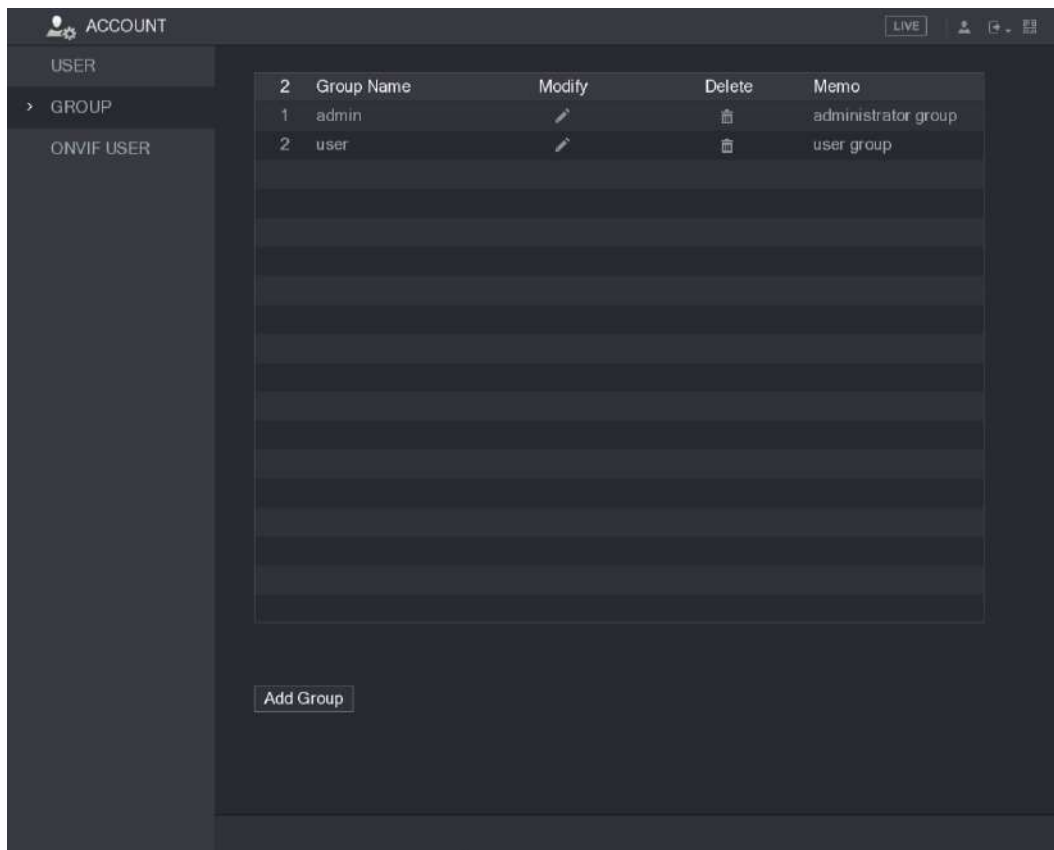 ACCOUNT
LIVE
USER
GROUP
ONVIF USER
2 Group Name Modify Delete Memo
1 admin administrator group
2 user user group
Add Group